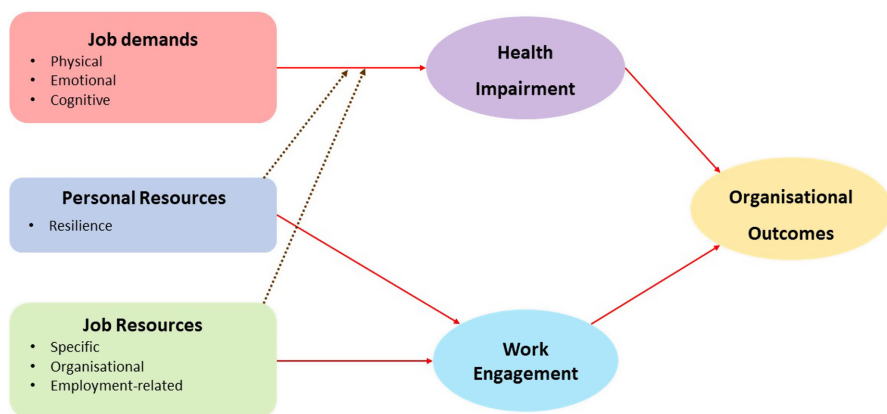 Job demands
• Physical
• Emotional
• Cognitive
Health
Impairment
Personal Resources
• Resilience
Organisational
Outcomes
Job Resources
• Specific
• Organisational
• Employment-related
Work
Engagement